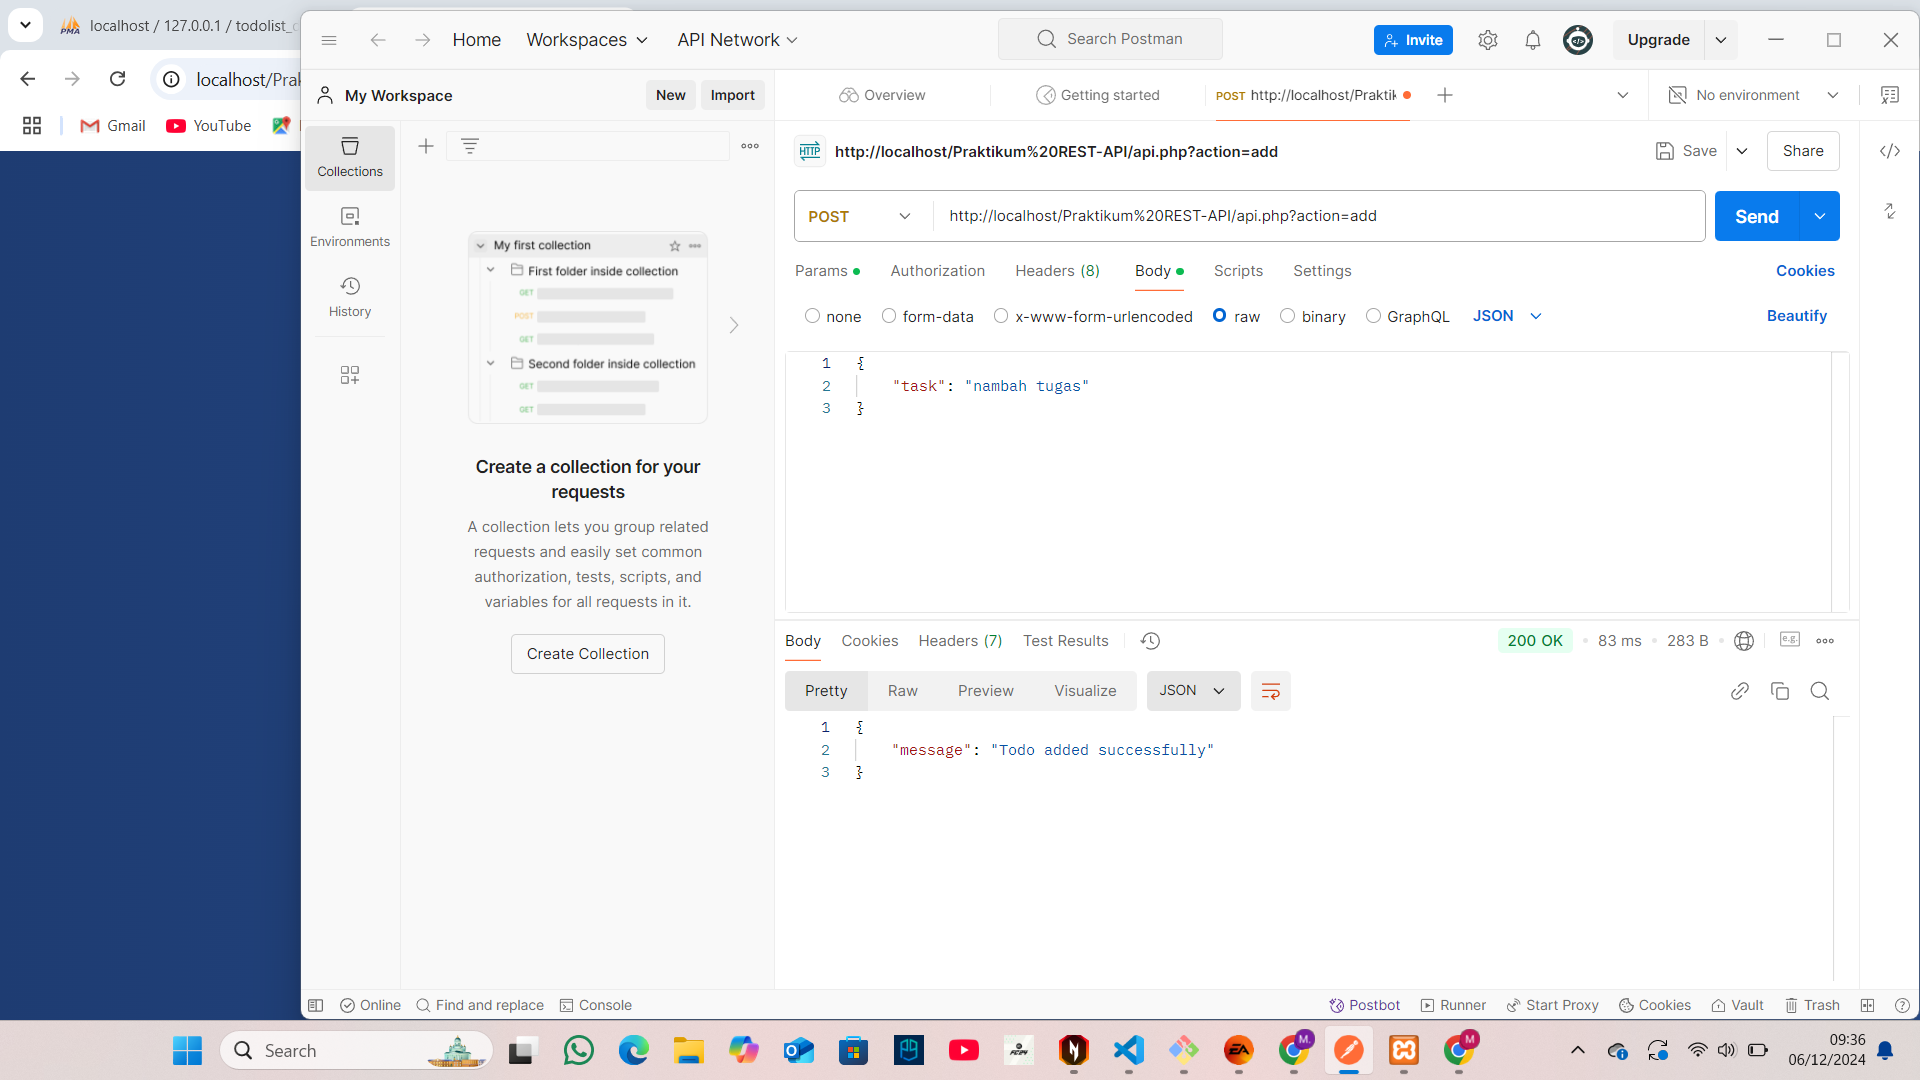 localhost / 127.0.0.1 / todolist_
localhost/Pral
Gmail
YouTube
Home
Workspaces
API Network
Search Postman
Invite
Upgrade
My Workspace
New
Import
Overview
Getting started
POST http://localhost/Praktik
No environment
Collections
Environments
History
HTTP
http://localhost/Praktikum%20REST-API/api.php?action=add
Save
Share
POST
http://localhost/Praktikum%20REST-API/api.php?action=add
Send
Params
Authorization
Headers (8)
Body
Scripts
Settings
Cookies
none
form-data
x-www-form-urlencoded
raw
binary
GraphQL
JSON
Beautify
1 {
2 "task": "nambah tugas"
3 }
My first collection
First folder inside collection
GET
POST
GET
Second folder inside collection
GET
GET
Create a collection for your
requests
A collection lets you group related
requests and easily set common
authorization, tests, scripts, and
variables for all requests in it.
Create Collection
Body
Cookies
Headers (7)
Test Results
200 OK
83 ms
283 B
e.g.
Pretty
Raw
Preview
Visualize
JSON
1 {
2 "message": "Todo added successfully"
3 }
Online
Find and replace
Console
Postbot
Runner
Start Proxy
Cookies
Vault
Trash
Search
FC24
EA
M
M
09:36
06/12/2024